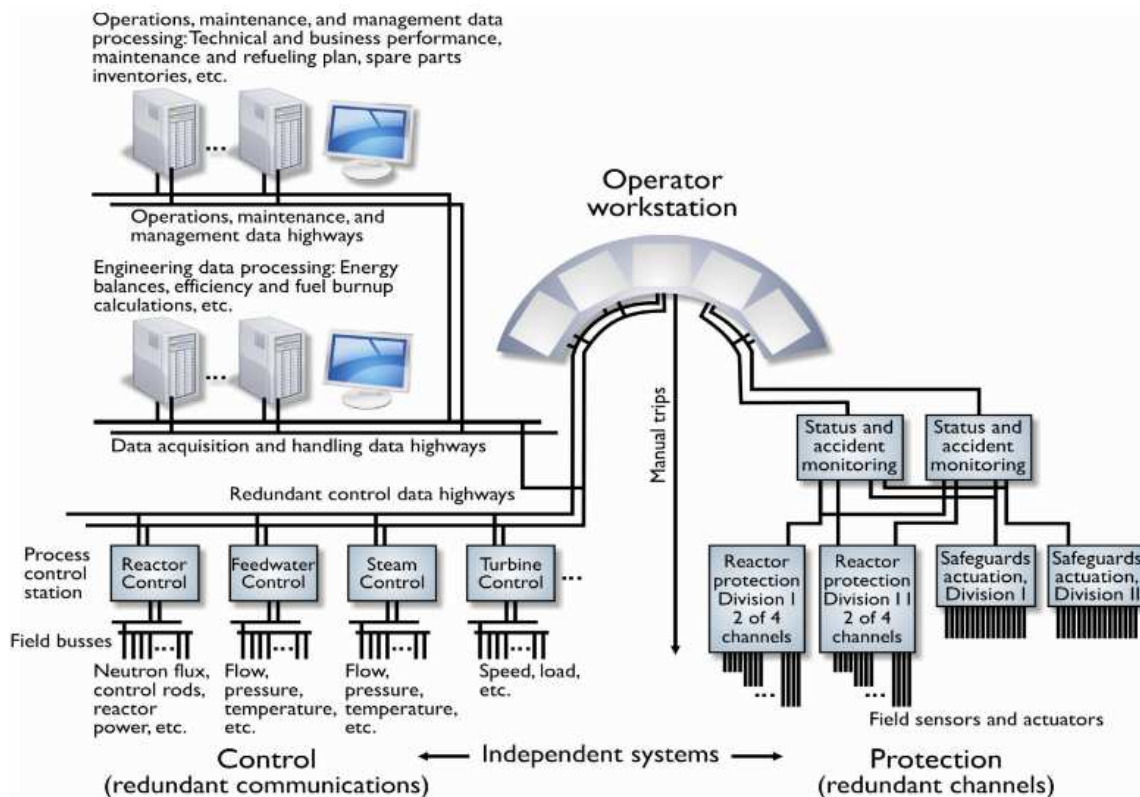 Operations, maintenance, and management data
processing: Technical and business performance,
maintenance and refueling plan, spare parts
inventories, etc.
...
Operations, maintenance, and
management data highways
Engineering data processing: Energy
balances, efficiency and fuel burnup
calculations, etc.
...
Data acquisition and handling data highways
Operator
workstation
Manual trips
Status and
accident
monitoring
Status and
accident
monitoring
Redundant control data highways
Process
control
station
Reactor
Control
Feedwater
Control
Steam
Control
Turbine
Control
...
Reactor
protection
Division I
2 of 4
channels
Reactor
protection
Division I I
2 of 4
channels
Safeguards
actuation,
Division I
Safeguards
actuation,
Division II
Field busses
...
...
...
...
Neutron flux,
control rods,
reactor
power, etc.
Flow,
pressure,
temperature,
etc.
Flow,
pressure,
temperature,
etc.
Speed, load,
etc.
...
...
Field sensors and actuators
Control
(redundant communications)
Independent systems
Protection
(redundant channels)